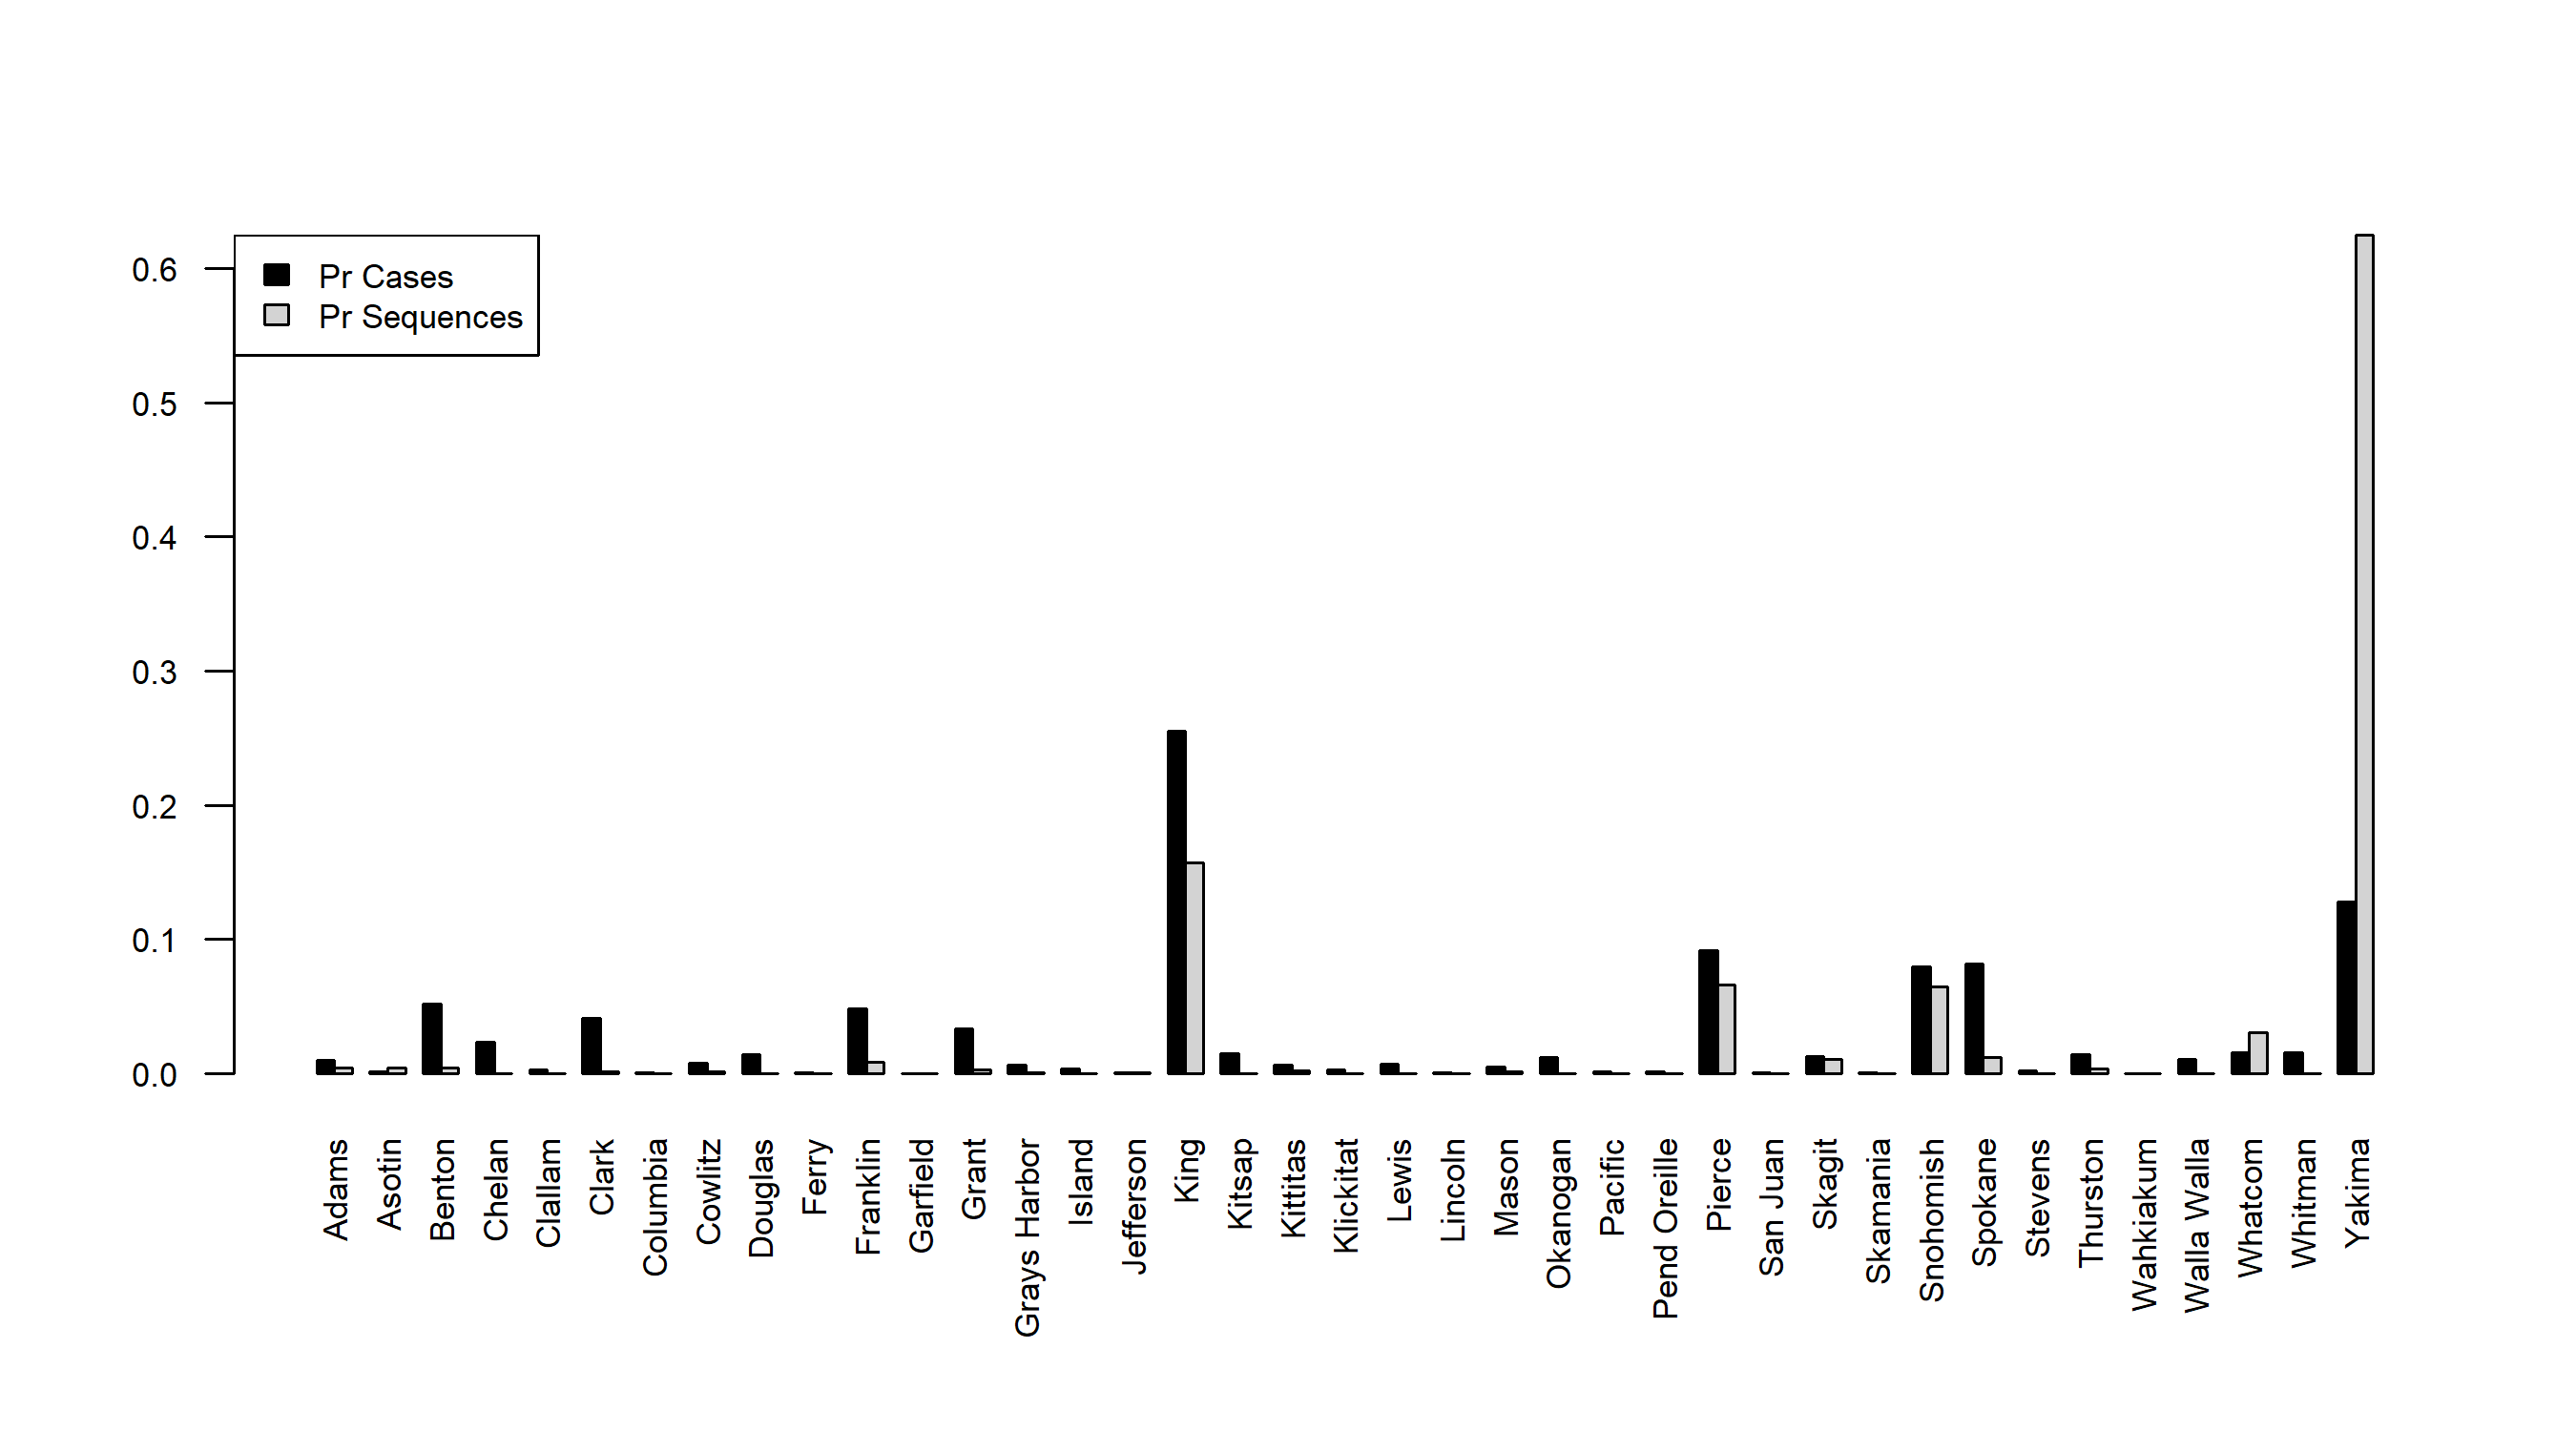 Pr Cases
Pr Sequences
0.6
0.5
0.4
0.3
0.2
0.1
0.0
Adams
Asotin
Benton
Chelan
Clallam
Clark
Columbia
Cowlitz
Douglas
Ferry
Franklin
Garfield
Grant
Grays Harbor
Island
Jefferson
King
Kitsap
Kittitas
Klickitat
Lewis
Lincoln
Mason
Okanogan
Pacific
Pend Oreille
Pierce
San Juan
Skagit
Skamania
Snohomish
Spokane
Stevens
Thurston
Wahkiakum
Walla Walla
Whatcom
Whitman
Yakima